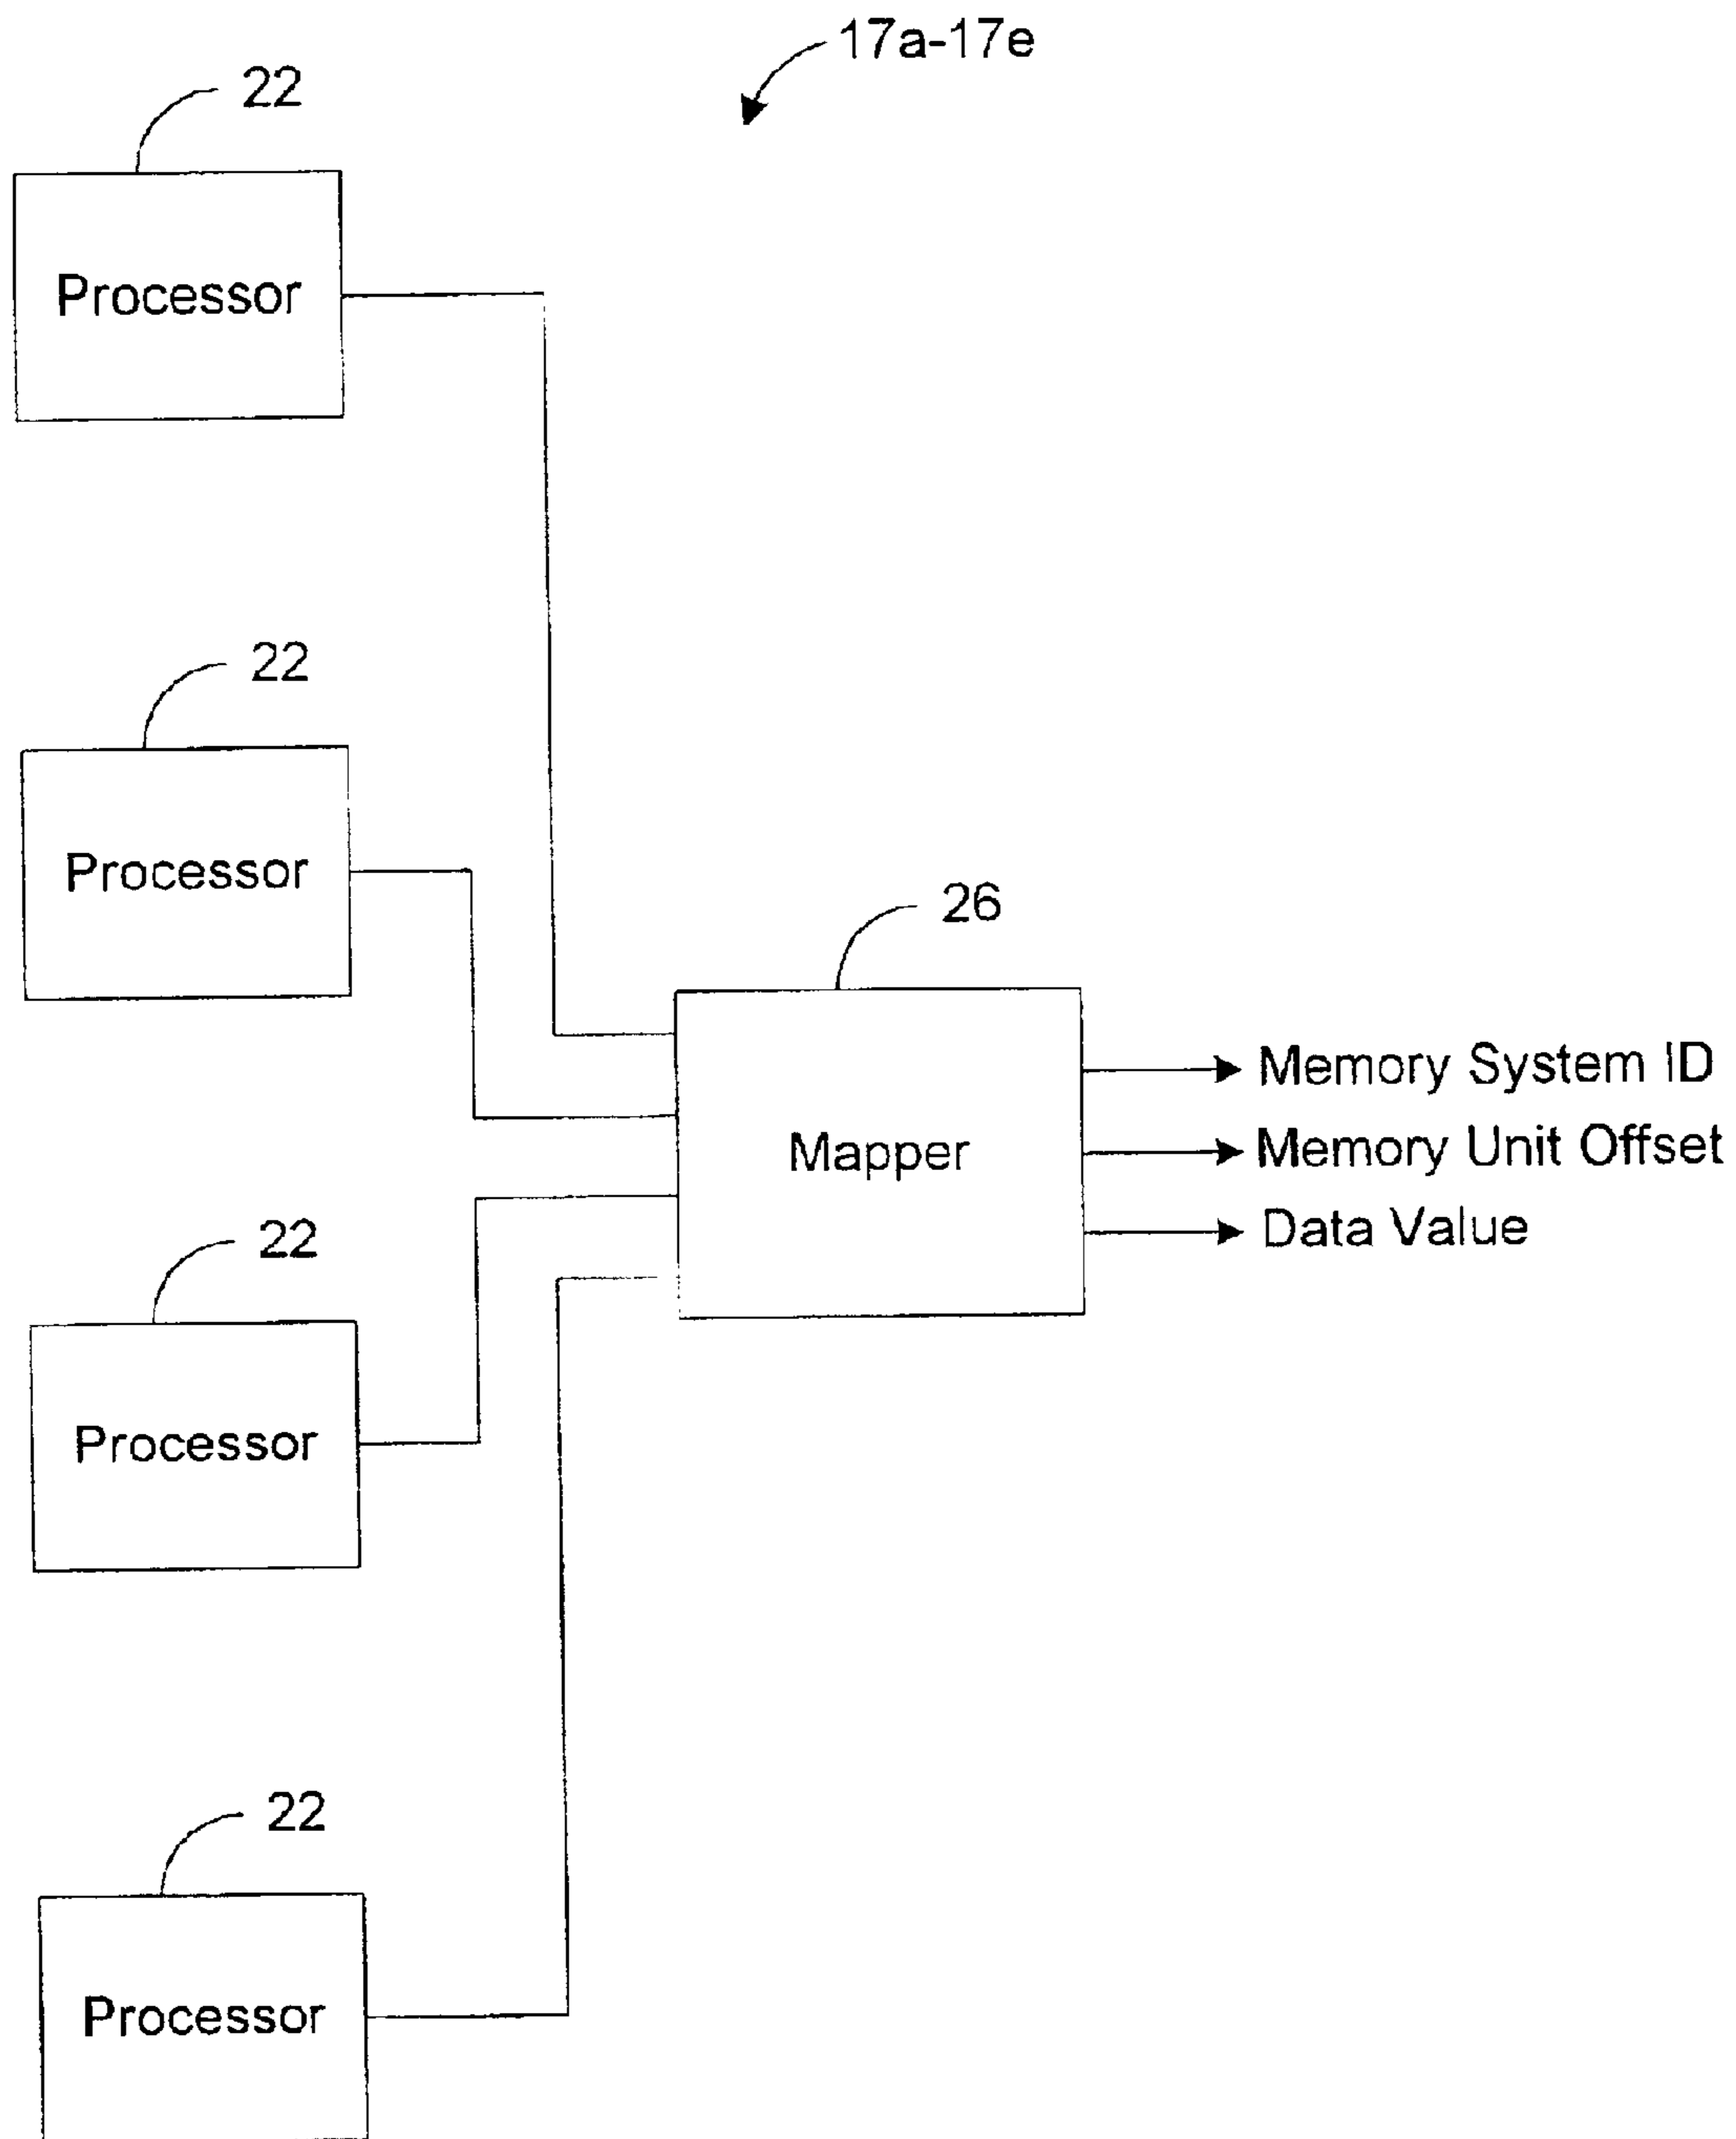 17a-17e
22
Processor
22
Processor
26
Memory System ID
Mapper
Memory Unit Offset
Data Value
22
Processor
22
Processor